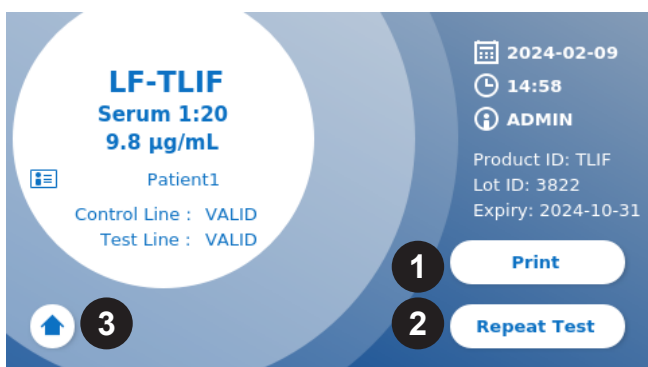 LF-TLIF
Serum 1:20
9.8 µg/mL
Patient1
Control Line : VALID
Test Line : VALID
2024-02-09
14:58
ADMIN
Product ID: TLIF
Lot ID: 3822
Expiry: 2024-10-31
1
Print
2
Repeat Test
3